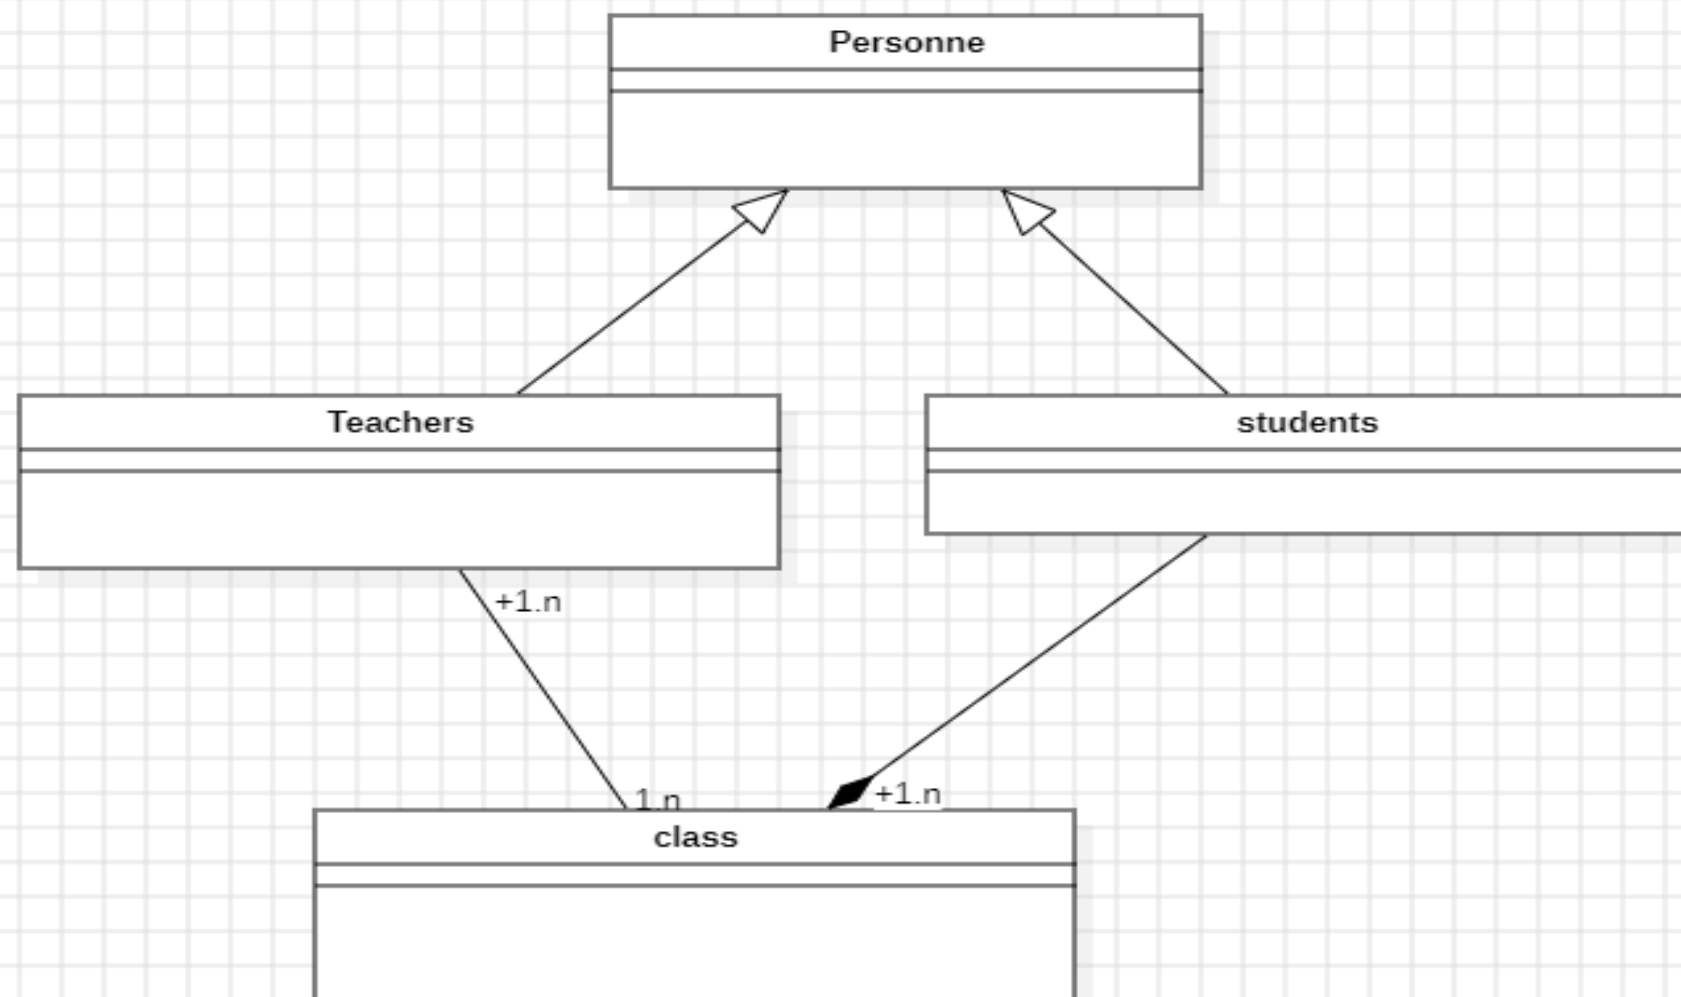 Personne
Teachers
students
+1.n
1.n
+1.n
class